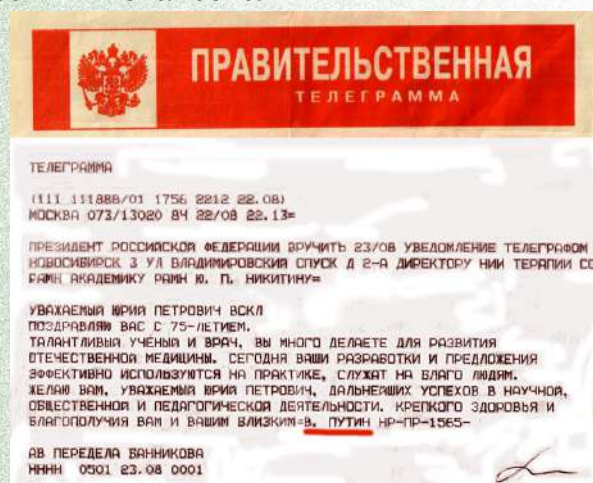 ПРАВИТЕЛЬСТВЕННАЯ
ТЕЛЕГРАММА
ТЕЛЕГРАММА
(111 111888/01 1756 2212 22.08)
МОСКВА 073/13020 84 22/08 22.13=
ПРЕЗИДЕНТ РОССИЙСКОЙ ФЕДЕРАЦИИ ВРУЧИТЬ 23/08 УВЕДОМЛЕНИЕ ТЕЛЕГРАФОМ
НОВОСИБИРСК 3 УЛ ВЛАДИМИРОВСКИЙ СПУСК Д 2-А ДИРЕКТОРУ НИИ ТЕРАПИИ СО
РАМН АКАДЕМИКУ РАМН Ю. П. НИКИТИНУ=
УВАЖАЕМЫЙ ЮРИЙ ПЕТРОВИЧ ВСКЛ
ПОЗДРАВЛЯЮ ВАС С 75-ЛЕТИЕМ.
ТАЛАНТЛИВЫЙ УЧЁНЫЙ И ВРАЧ, ВЫ МНОГО ДЕЛАЕТЕ ДЛЯ РАЗВИТИЯ
ОТЕЧЕСТВЕННОЙ МЕДИЦИНЫ. СЕГОДНЯ ВАШИ РАЗРАБОТКИ И ПРЕДЛОЖЕНИЯ
ЭФФЕКТИВНО ИСПОЛЬЗУЮТСЯ НА ПРАКТИКЕ, СЛУЖАТ НА БЛАГО ЛЮДЯМ.
ЖЕЛАЮ ВАМ, УВАЖАЕМЫЙ ЮРИЙ ПЕТРОВИЧ, ДАЛЬНЕЙШИХ УСПЕХОВ В НАУЧНОЙ,
ОБЩЕСТВЕННОЙ И ПЕДАГОГИЧЕСКОЙ ДЕЯТЕЛЬНОСТИ. КРЕПКОГО ЗДОРОВЬЯ И
БЛАГОПОЛУЧИЯ ВАМ И ВАШИМ БЛИЗКИМ=В. ПУТИН НР-ПР-1565-
АВ ПЕРЕДЕЛА БАННИКОВА
НННН 0501 23.08 0001